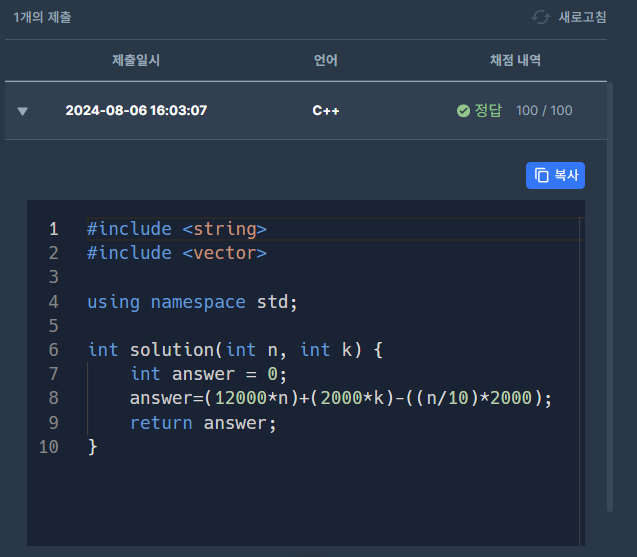 1개의 제출 새로고침
제출일시 언어 채점 내역
▼ 2024-08-06 16:03:07 C++ 정답 100 / 100
복사
1 #include <string>
2 #include <vector>
3
4 using namespace std;
5
6 int solution(int n, int k) {
7     int answer = 0;
8     answer=(12000*n)+(2000*k)-((n/10)*2000);
9     return answer;
10 }